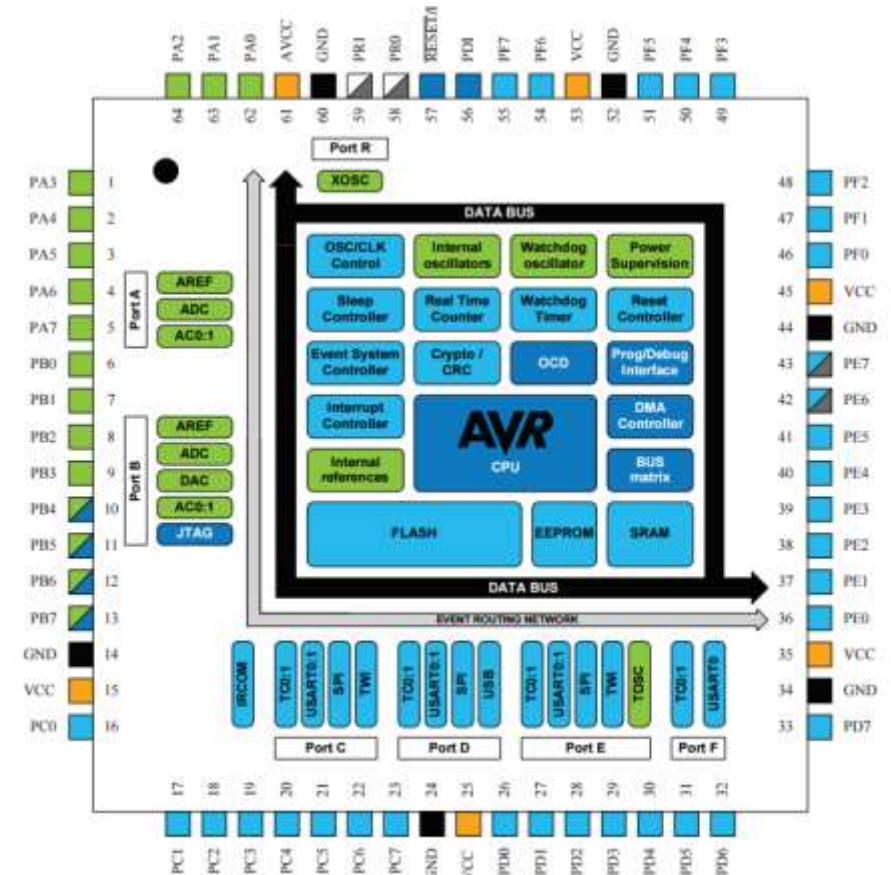 PA2 PA1 PA0 AVCC GND PR1 PR0 RESET/ PDI PF7 PF6 VCC GND PF5 PF4 PF3
64 63 62 61 60 59 58 57 56 55 54 53 52 51 50 49
Port R
XOSC
PA3 1
PA4 2
PA5 3
PA6 4
PA7 5
PB0 6
PB1 7
PB2 8
PB3 9
PB4 10
PB5 11
PB6 12
PB7 13
GND 14
VCC 15
PC0 16
Port A
AREF
ADC
AC0:1
Port B
AREF
ADC
DAC
AC0:1
JTAG
DATA BUS
OSC/CLK Control
Internal oscillators
Watchdog oscillator
Power Supervision
Sleep Controller
Real Time Counter
Watchdog Timer
Reset Controller
Event System Controller
Crypto / CRC
OCD
Prog/Debug Interface
Interrupt Controller
AVR
CPU
DMA Controller
Internal references
BUS matrix
FLASH
EEPROM
SRAM
DATA BUS
EVENT ROUTING NETWORK
48 PF2
47 PF1
46 PF0
45 VCC
44 GND
43 PE7
42 PE6
41 PE5
40 PE4
39 PE3
38 PE2
37 PE1
36 PE0
35 VCC
34 GND
33 PD7
IRCOM
TC0:1 USART0:1 SPI TWI
Port C
TC0:1 USART0:1 SPI USB
Port D
TC0:1 USART0:1 SPI TWI TOSC
Port E
TC0:1 USART0
Port F
17 18 19 20 21 22 23 24 25 26 27 28 29 30 31 32
PC1 PC2 PC3 PC4 PC5 PC6 PC7 GND VCC PD0 PD1 PD2 PD3 PD4 PD5 PD6